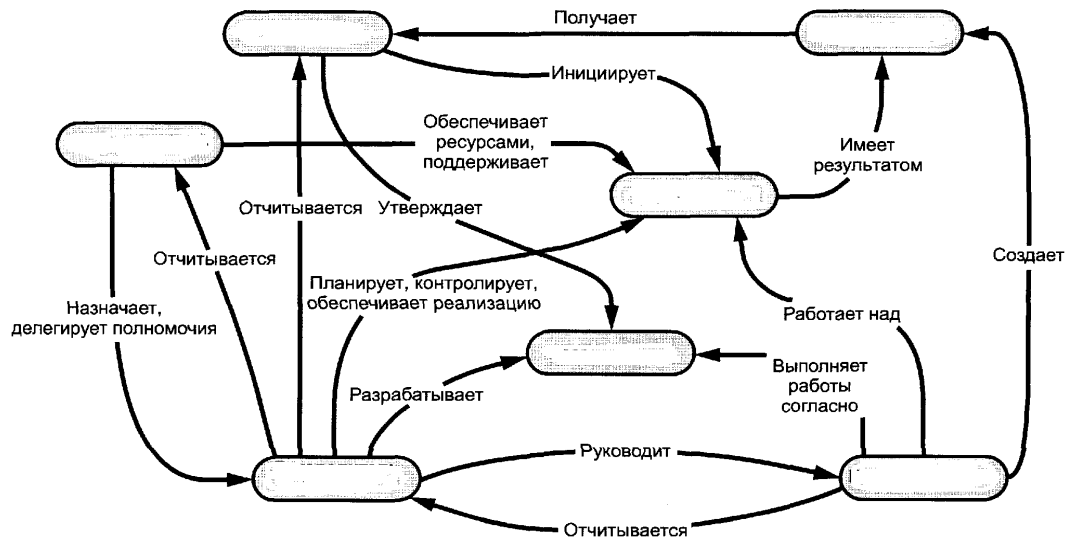 Получает
Инициирует
Обеспечивает
ресурсами,
поддерживает
Имеет
результатом
Отчитывается
Утверждает
Отчитывается
Создает
Планирует, контролирует,
обеспечивает реализацию
Назначает,
делегирует полномочия
Работает над
Выполняет
работы
согласно
Разрабатывает
Руководит
Отчитывается